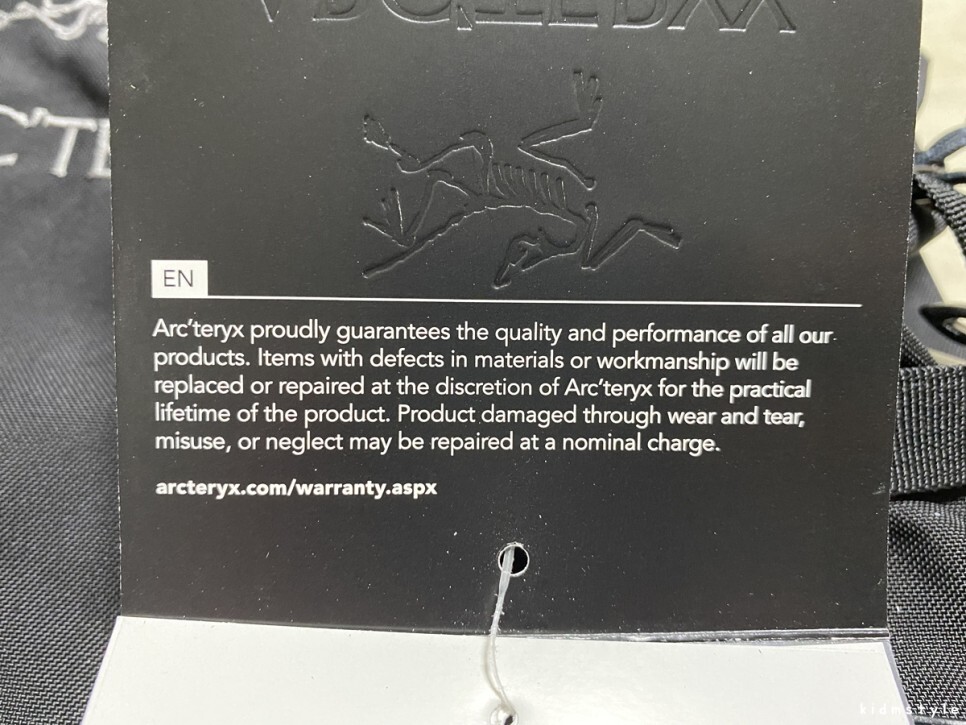 EN
Arc'teryx proudly guarantees the quality and performance of all our
products. Items with defects in materials or workmanship will be
replaced or repaired at the discretion of Arc'teryx for the practical
lifetime of the product. Product damaged through wear and tear,
misuse, or neglect may be repaired at a nominal charge.
arcteryx.com/warranty.aspx